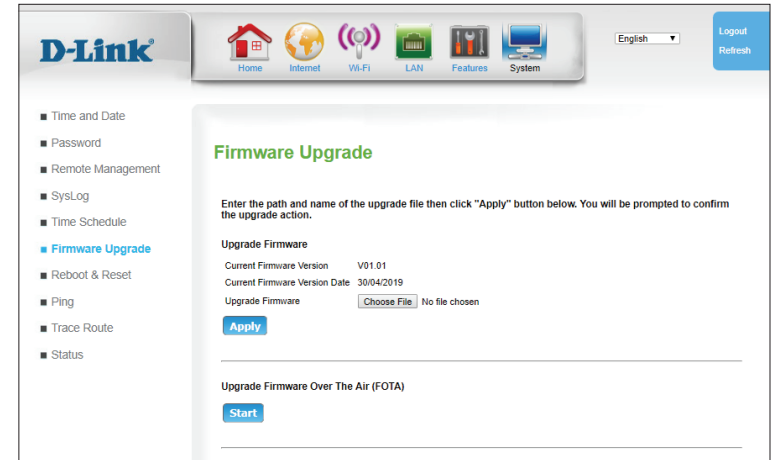 D-Link
Home Internet Wi-Fi LAN Features System
English
Logout
Refresh
Time and Date
Password
Remote Management
SysLog
Time Schedule
Firmware Upgrade
Reboot & Reset
Ping
Trace Route
Status
Firmware Upgrade
Enter the path and name of the upgrade file then click "Apply" button below. You will be prompted to confirm
the upgrade action.
Upgrade Firmware
Current Firmware Version V01.01
Current Firmware Version Date 30/04/2019
Upgrade Firmware Choose File No file chosen
Apply
Upgrade Firmware Over The Air (FOTA)
Start